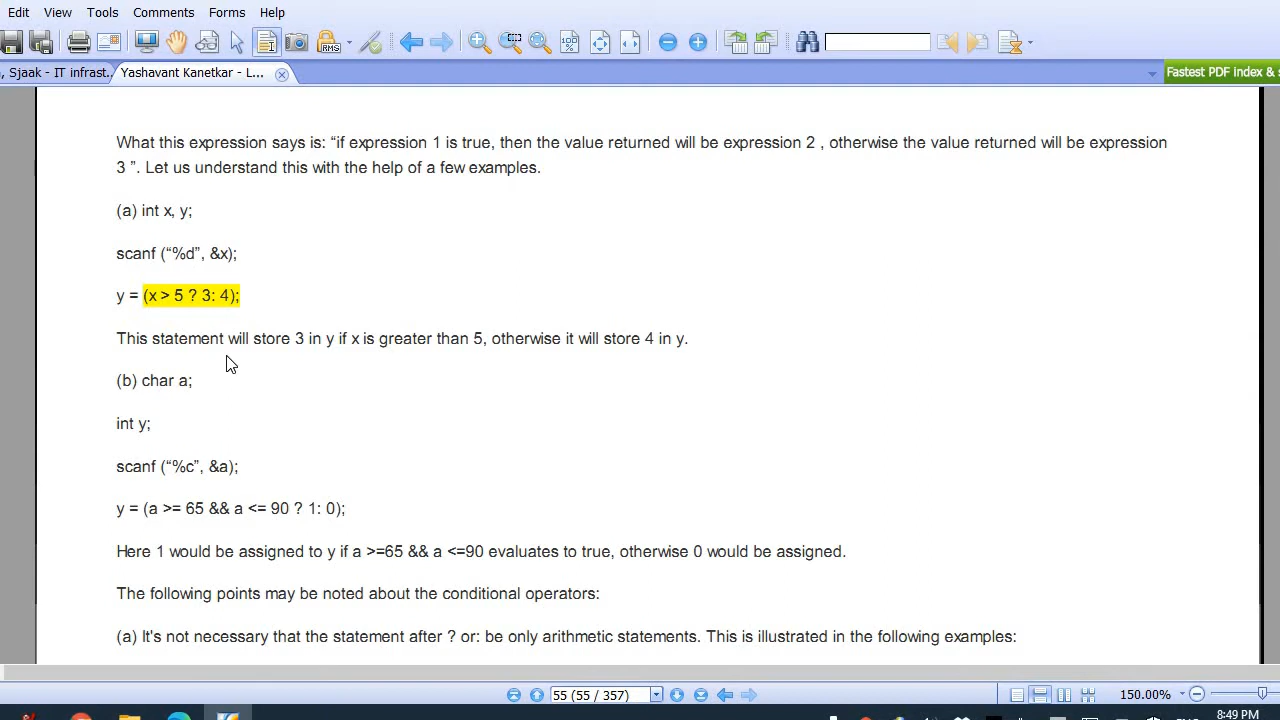 Edit View Tools Comments Forms Help
RMS
, Sjaak - IT infrast... Yashavant Kanetkar - L... Fastest PDF index & s
What this expression says is: “if expression 1 is true, then the value returned will be expression 2 , otherwise the value returned will be expression
3 ”. Let us understand this with the help of a few examples.
(a) int x, y;
scanf (“%d”, &x);
y = (x > 5 ? 3: 4);
This statement will store 3 in y if x is greater than 5, otherwise it will store 4 in y.
(b) char a;
int y;
scanf (“%c”, &a);
y = (a >= 65 && a <= 90 ? 1: 0);
Here 1 would be assigned to y if a >=65 && a <=90 evaluates to true, otherwise 0 would be assigned.
The following points may be noted about the conditional operators:
(a) It's not necessary that the statement after ? or: be only arithmetic statements. This is illustrated in the following examples:
55 (55 / 357) 150.00%
8:49 PM